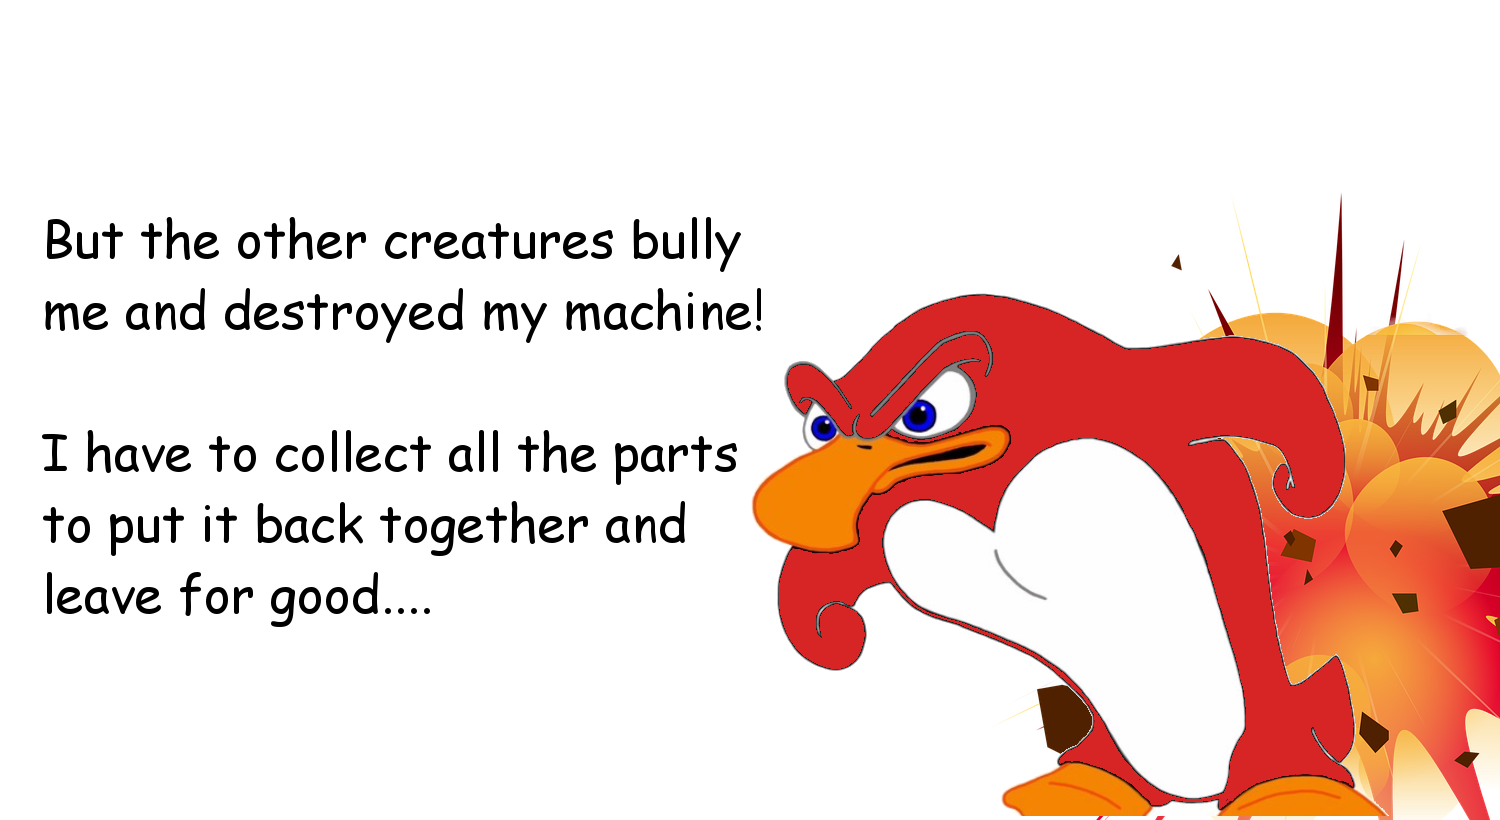 But the other creatures bully
me and destroyed my machine!
I have to collect all the parts
to put it back together and
leave for good....